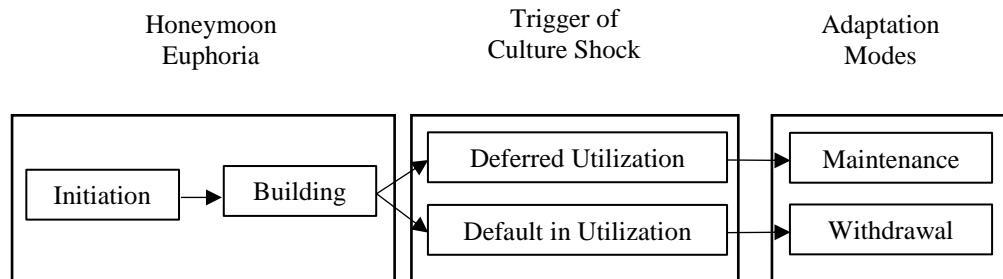 Honeymoon
Euphoria
Trigger of
Culture Shock
Adaptation
Modes
Initiation
Building
Deferred Utilization
Default in Utilization
Maintenance
Withdrawal